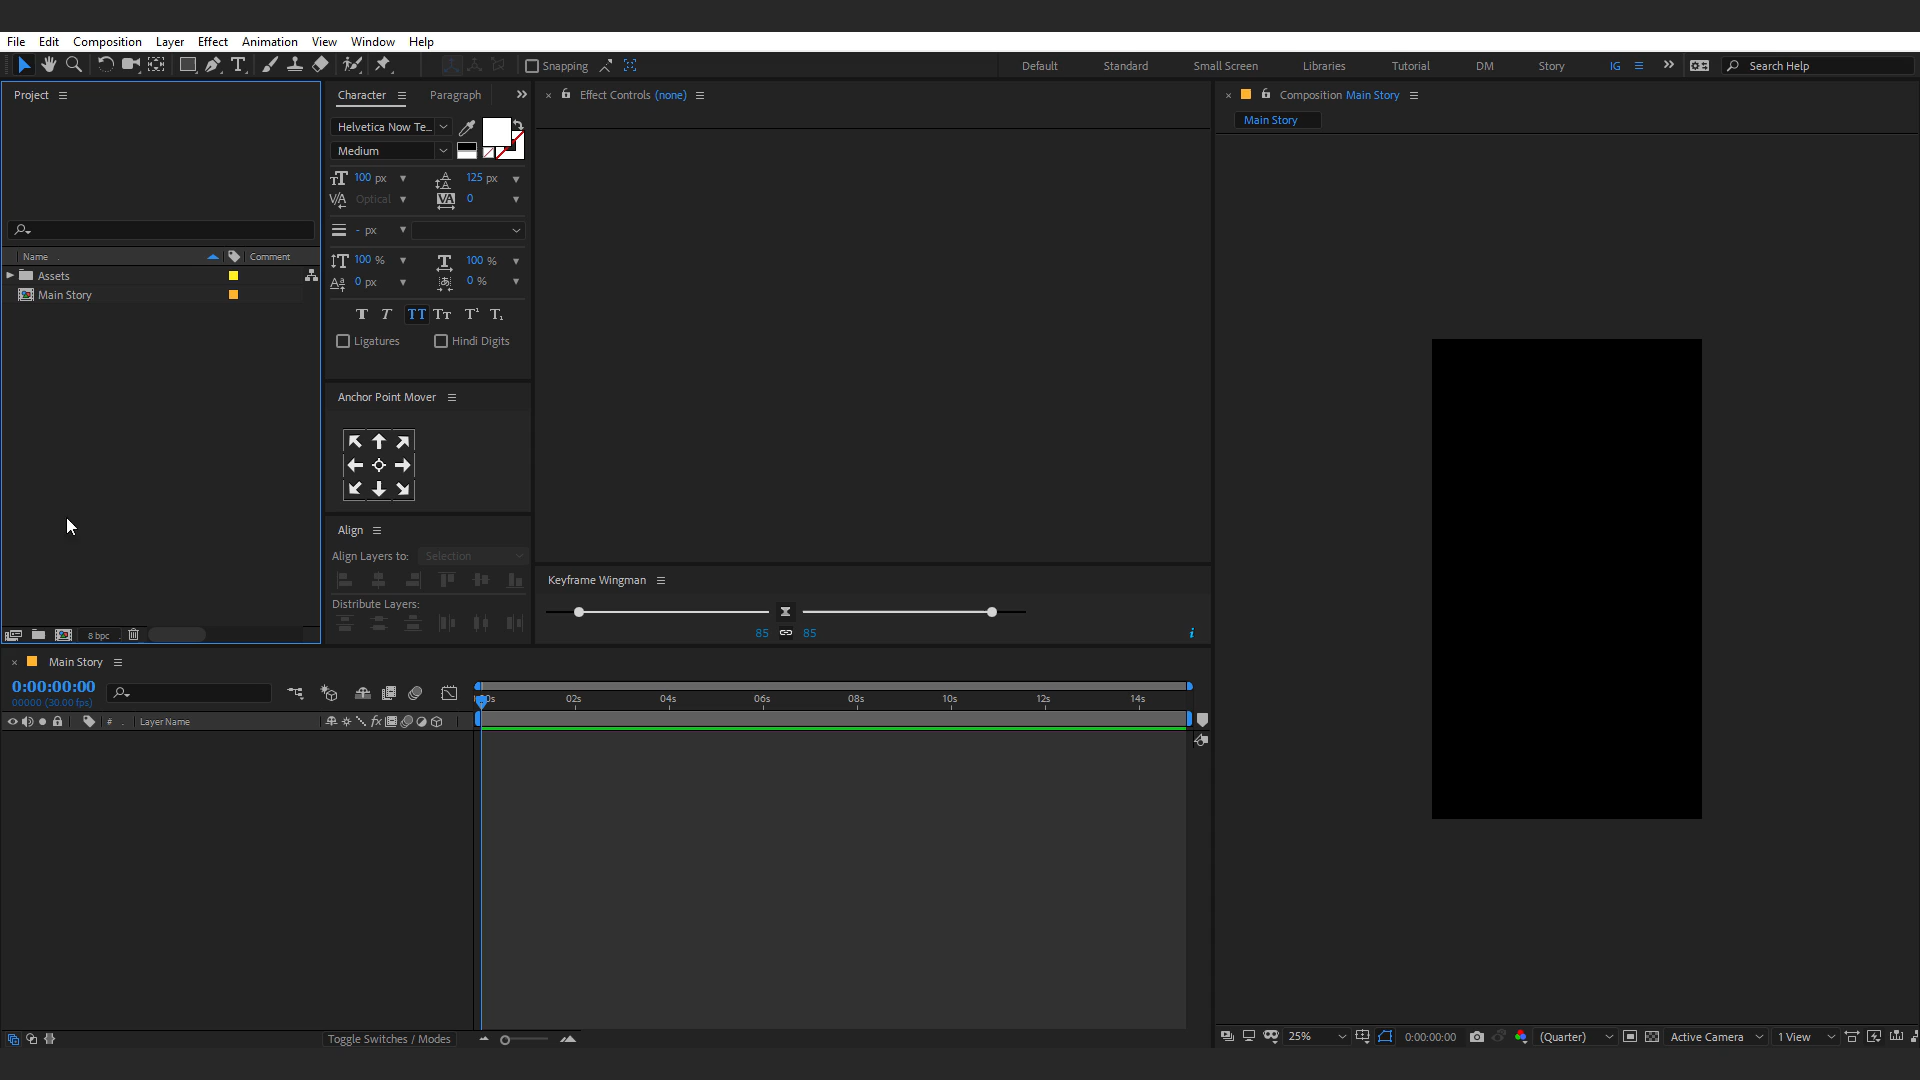 File Edit Composition Layer Effect Animation View Window Help
Snapping Default Standard Small Screen Libraries Tutorial DM Story IG Search Help
Project
Name Comment
Assets
Main Story
8 bpc
Character Paragraph
Helvetica Now Te...
Medium
100 px 125 px
Optical 0
- px
100 % 100 %
0 px 0 %
Ligatures Hindi Digits
Anchor Point Mover
Align
Align Layers to: Selection
Distribute Layers:
Effect Controls (none)
Keyframe Wingman
85 85
Composition Main Story
Main Story
Main Story
0:00:00:00
00000 (30.00 fps)
# Layer Name
02s 04s 06s 08s 10s 12s 14s
Toggle Switches / Modes
25% 0:00:00:00 (Quarter) Active Camera 1 View